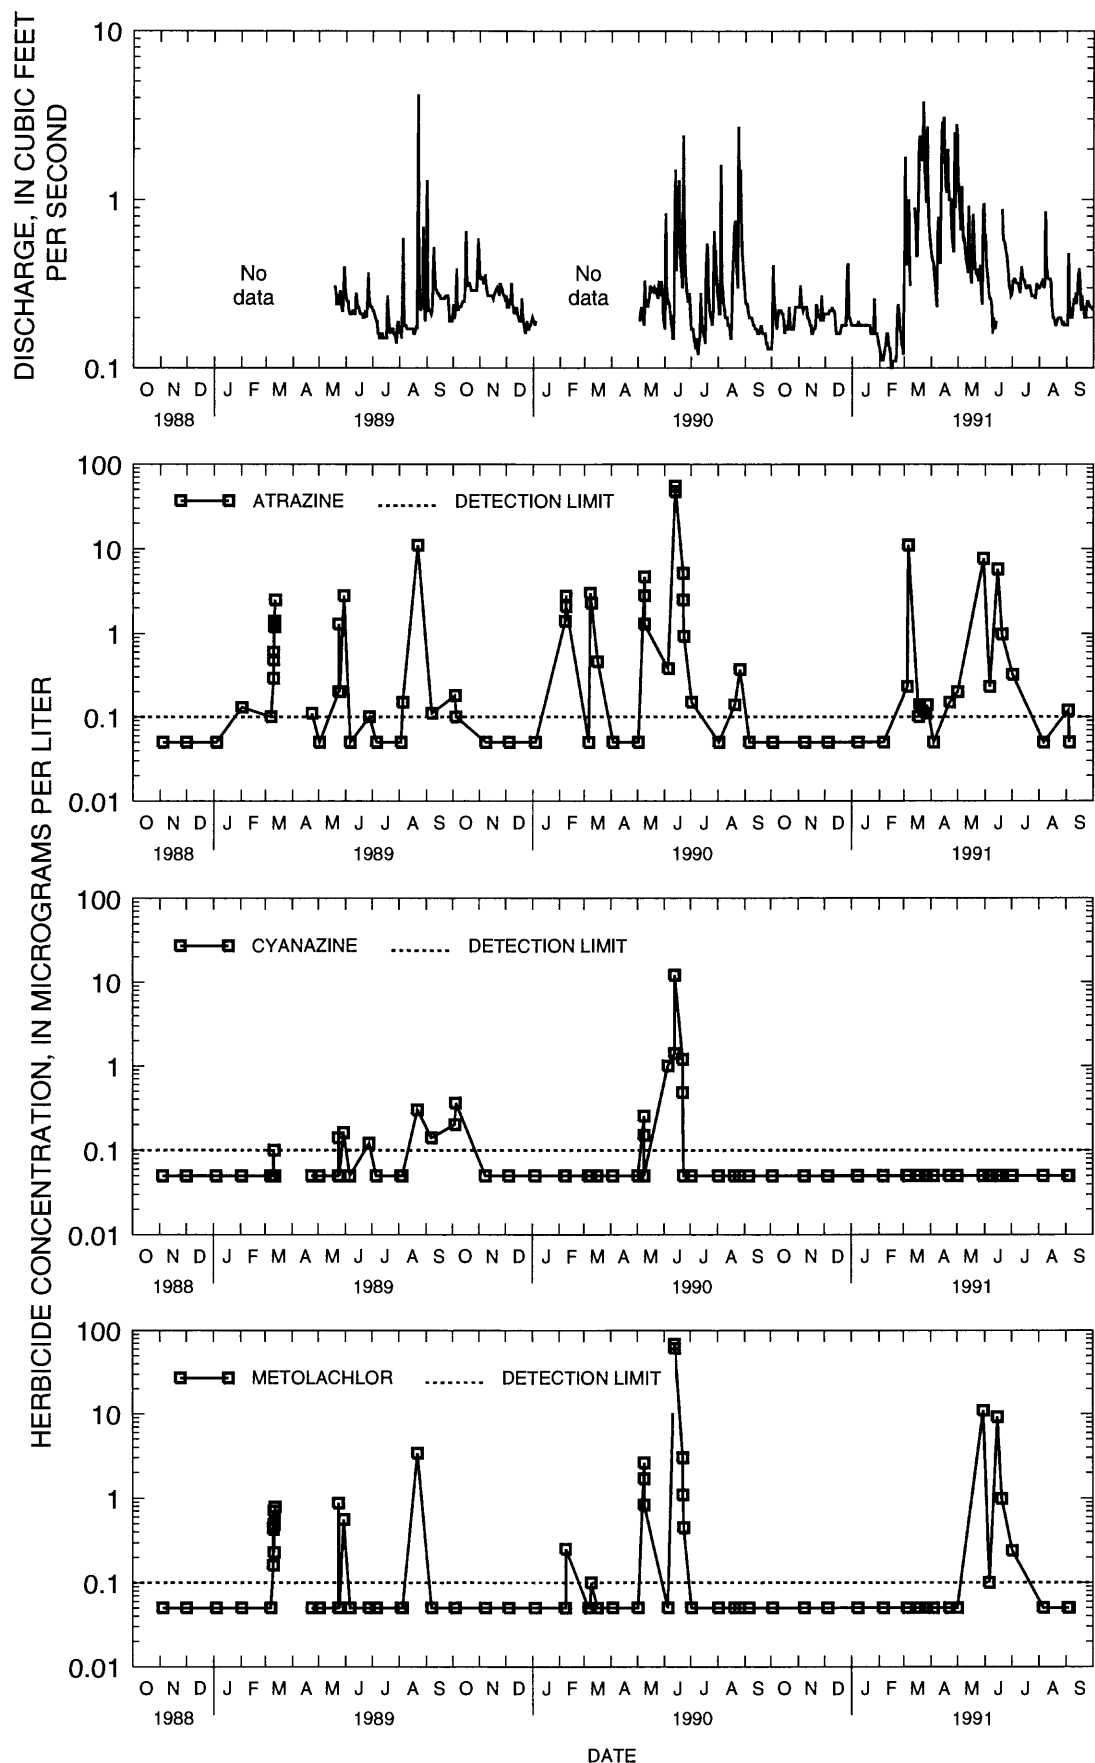 DISCHARGE, IN CUBIC FEET
PER SECOND
10
1
0.1
No
data
No
data
O N D J F M A M J J A S O N D J F M A M J J A S O N D J F M A M J J A S
1988 1989 1990 1991
HERBICIDE CONCENTRATION, IN MICROGRAMS PER LITER
100
10
1
0.1
0.01
ATRAZINE DETECTION LIMIT
O N D J F M A M J J A S O N D J F M A M J J A S O N D J F M A M J J A S
1988 1989 1990 1991
100
10
1
0.1
0.01
CYANAZINE DETECTION LIMIT
O N D J F M A M J J A S O N D J F M A M J J A S O N D J F M A M J J A S
1988 1989 1990 1991
100
10
1
0.1
0.01
METOLACHLOR DETECTION LIMIT
O N D J F M A M J J A S O N D J F M A M J J A S O N D J F M A M J J A S
1988 1989 1990 1991
DATE